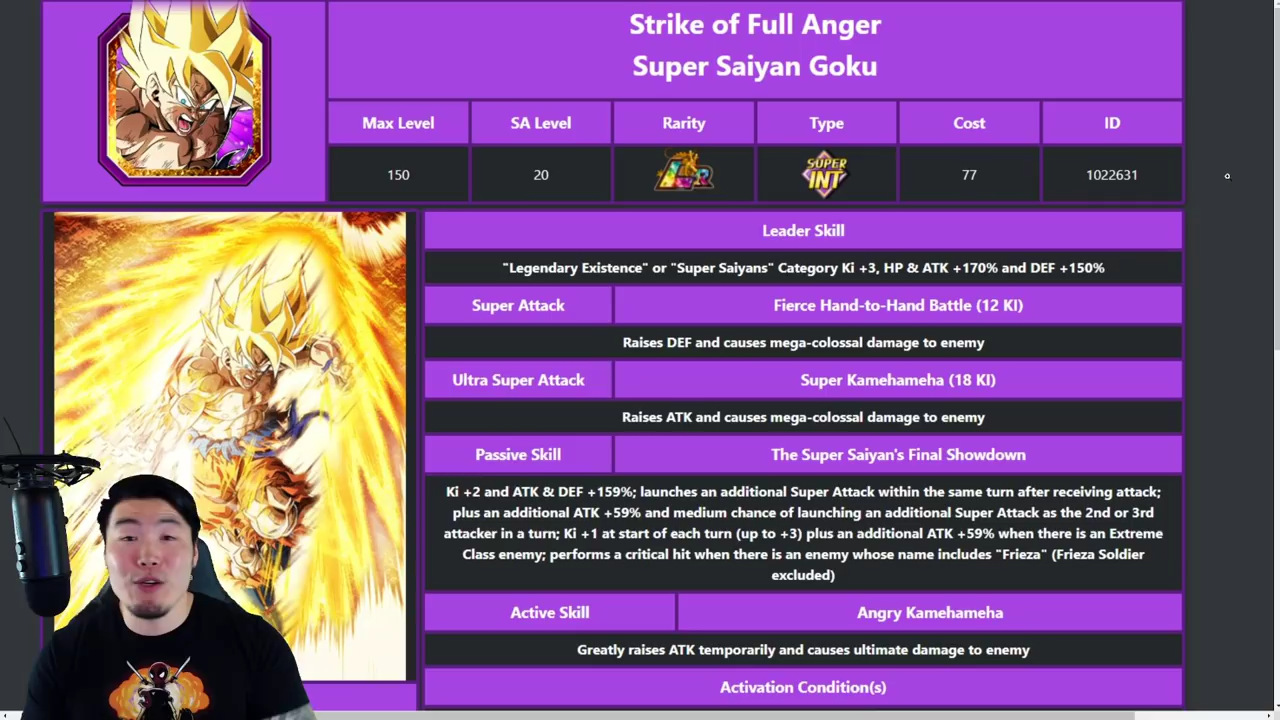 Strike of Full Anger
Super Saiyan Goku
Max Level
SA Level
Rarity
Type
Cost
ID
150
20
LR
SUPER
INT
77
1022631
Leader Skill
"Legendary Existence" or "Super Saiyans" Category Ki +3, HP & ATK +170% and DEF +150%
Super Attack
Fierce Hand-to-Hand Battle (12 KI)
Raises DEF and causes mega-colossal damage to enemy
Ultra Super Attack
Super Kamehameha (18 KI)
Raises ATK and causes mega-colossal damage to enemy
Passive Skill
The Super Saiyan's Final Showdown
Ki +2 and ATK & DEF +159%; launches an additional Super Attack within the same turn after receiving attack;
plus an additional ATK +59% and medium chance of launching an additional Super Attack as the 2nd or 3rd
attacker in a turn; Ki +1 at start of each turn (up to +3) plus an additional ATK +59% when there is an Extreme
Class enemy; performs a critical hit when there is an enemy whose name includes "Frieza" (Frieza Soldier
excluded)
Active Skill
Angry Kamehameha
Greatly raises ATK temporarily and causes ultimate damage to enemy
Activation Condition(s)